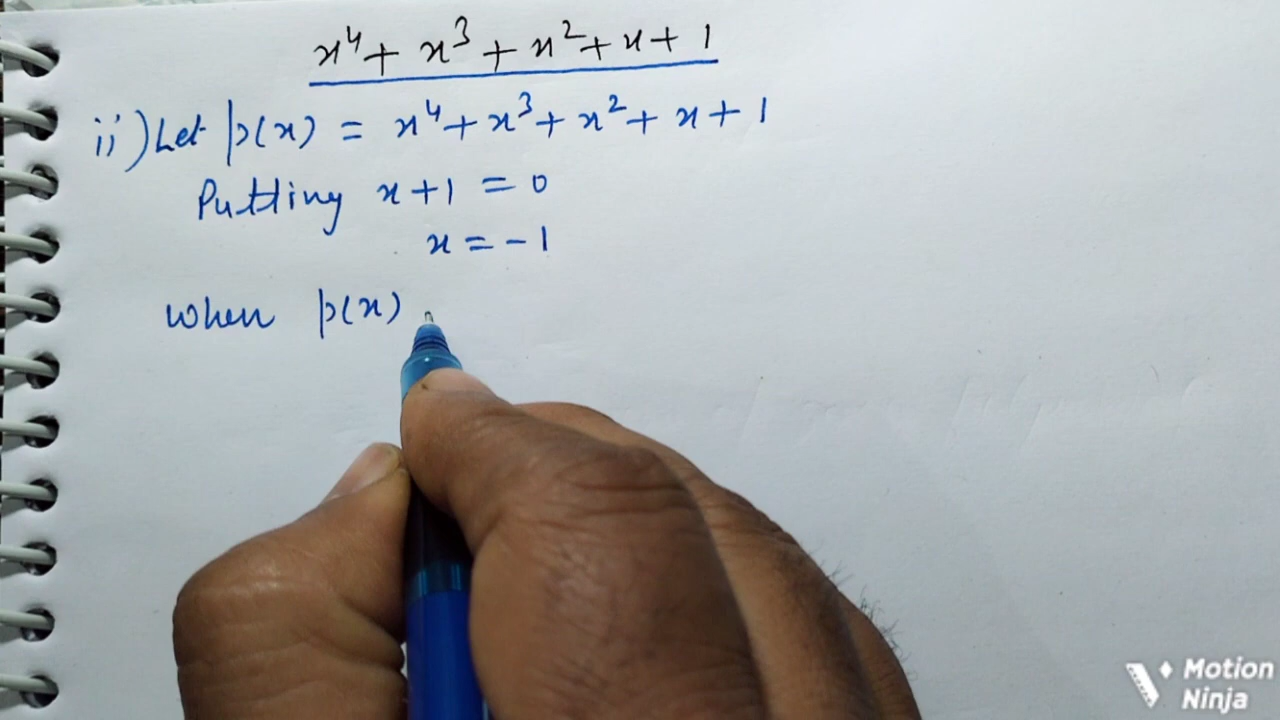 x⁴ + x³ + x² + x + 1
ii) Let p(x) = x⁴ + x³ + x² + x + 1
Putting x + 1 = 0
x = -1
when p(x)
Motion
Ninja